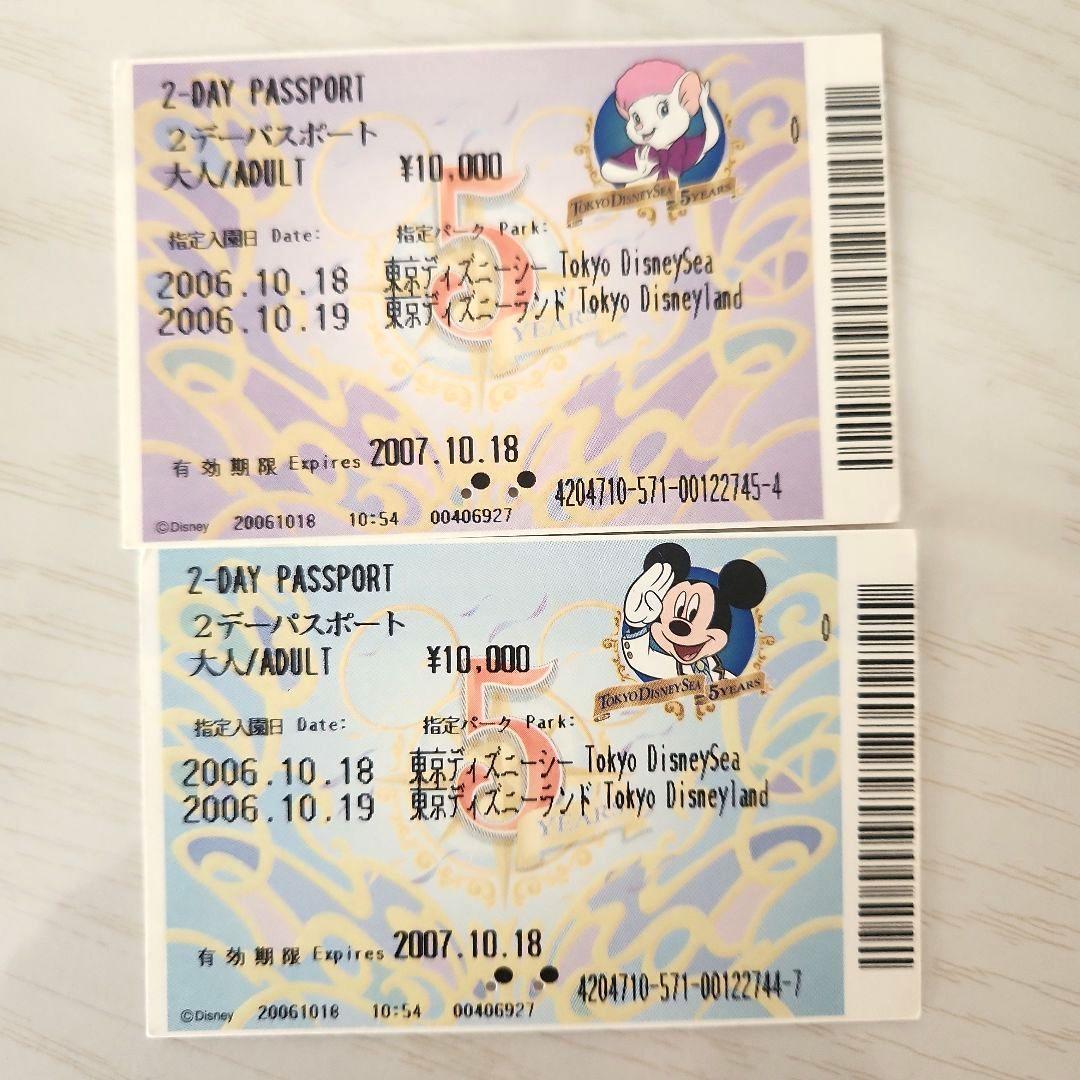 2-DAY PASSPORT
2デーパスポート
大人/ADULT ¥10,000
TOKYO DISNEYSEA 5 YEARS
0
指定入園日 Date: 指定パーク Park:
2006.10.18 東京ディズニーシー Tokyo DisneySea
2006.10.19 東京ディズニーランド Tokyo Disneyland
5
YEARS
有効期限 Expires 2007.10.18
4204710-571-00122745-4
©Disney 20061018 10:54 00406927
2-DAY PASSPORT
2デーパスポート
大人/ADULT ¥10,000
TOKYO DISNEYSEA 5 YEARS
0
指定入園日 Date: 指定パーク Park:
2006.10.18 東京ディズニーシー Tokyo DisneySea
2006.10.19 東京ディズニーランド Tokyo Disneyland
5
YEARS
有効期限 Expires 2007.10.18
4204710-571-00122744-7
©Disney 20061018 10:54 00406927